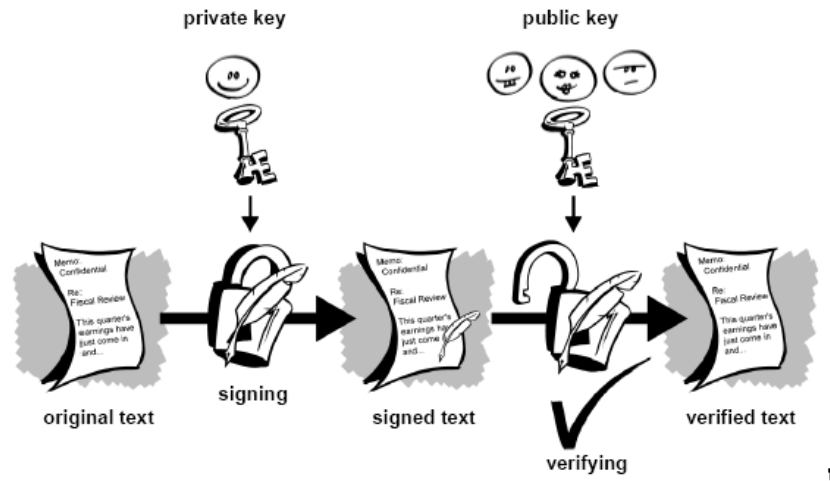 private key
public key
Memo:
Confidential
Re:
Fiscal Review
This quarter's
earnings have
just come in
and...
original text
signing
Memo:
Confidential
Re:
Fiscal Review
This quarter's
earnings
just come
and...
signed text
verifying
Memo:
Confidential
Re:
Fiscal Review
This quarter's
earnings have
just come in
and...
verified text